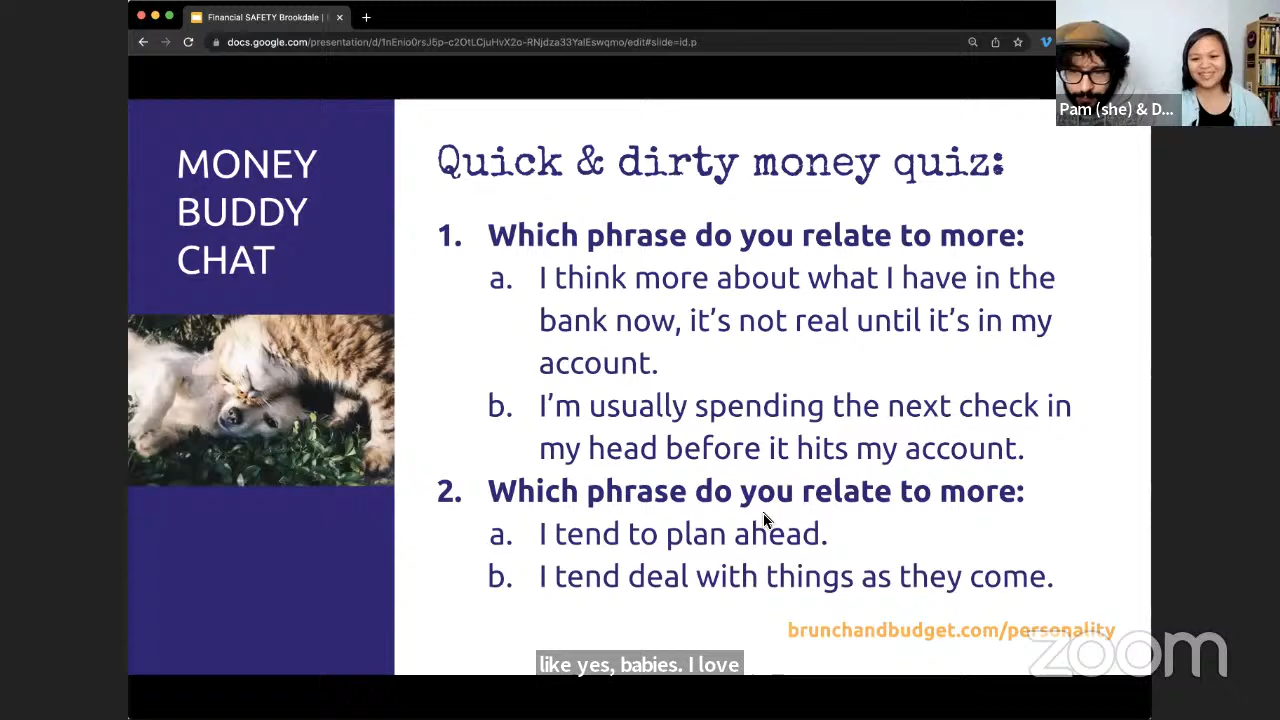 Financial SAFETY Brookdale |
docs.google.com/presentation/d/1nEnio0rsJ5p-c2OtLCjuHvX2o-RNjdza33YalEswqmo/edit#slide=id.p
Pam (she) & D...
MONEY
BUDDY
CHAT
Quick & dirty money quiz:
1. Which phrase do you relate to more:
a. I think more about what I have in the
bank now, it's not real until it's in my
account.
b. I'm usually spending the next check in
my head before it hits my account.
2. Which phrase do you relate to more:
a. I tend to plan ahead.
b. I tend deal with things as they come.
brunchandbudget.com/personality
like yes, babies. I love
zoom